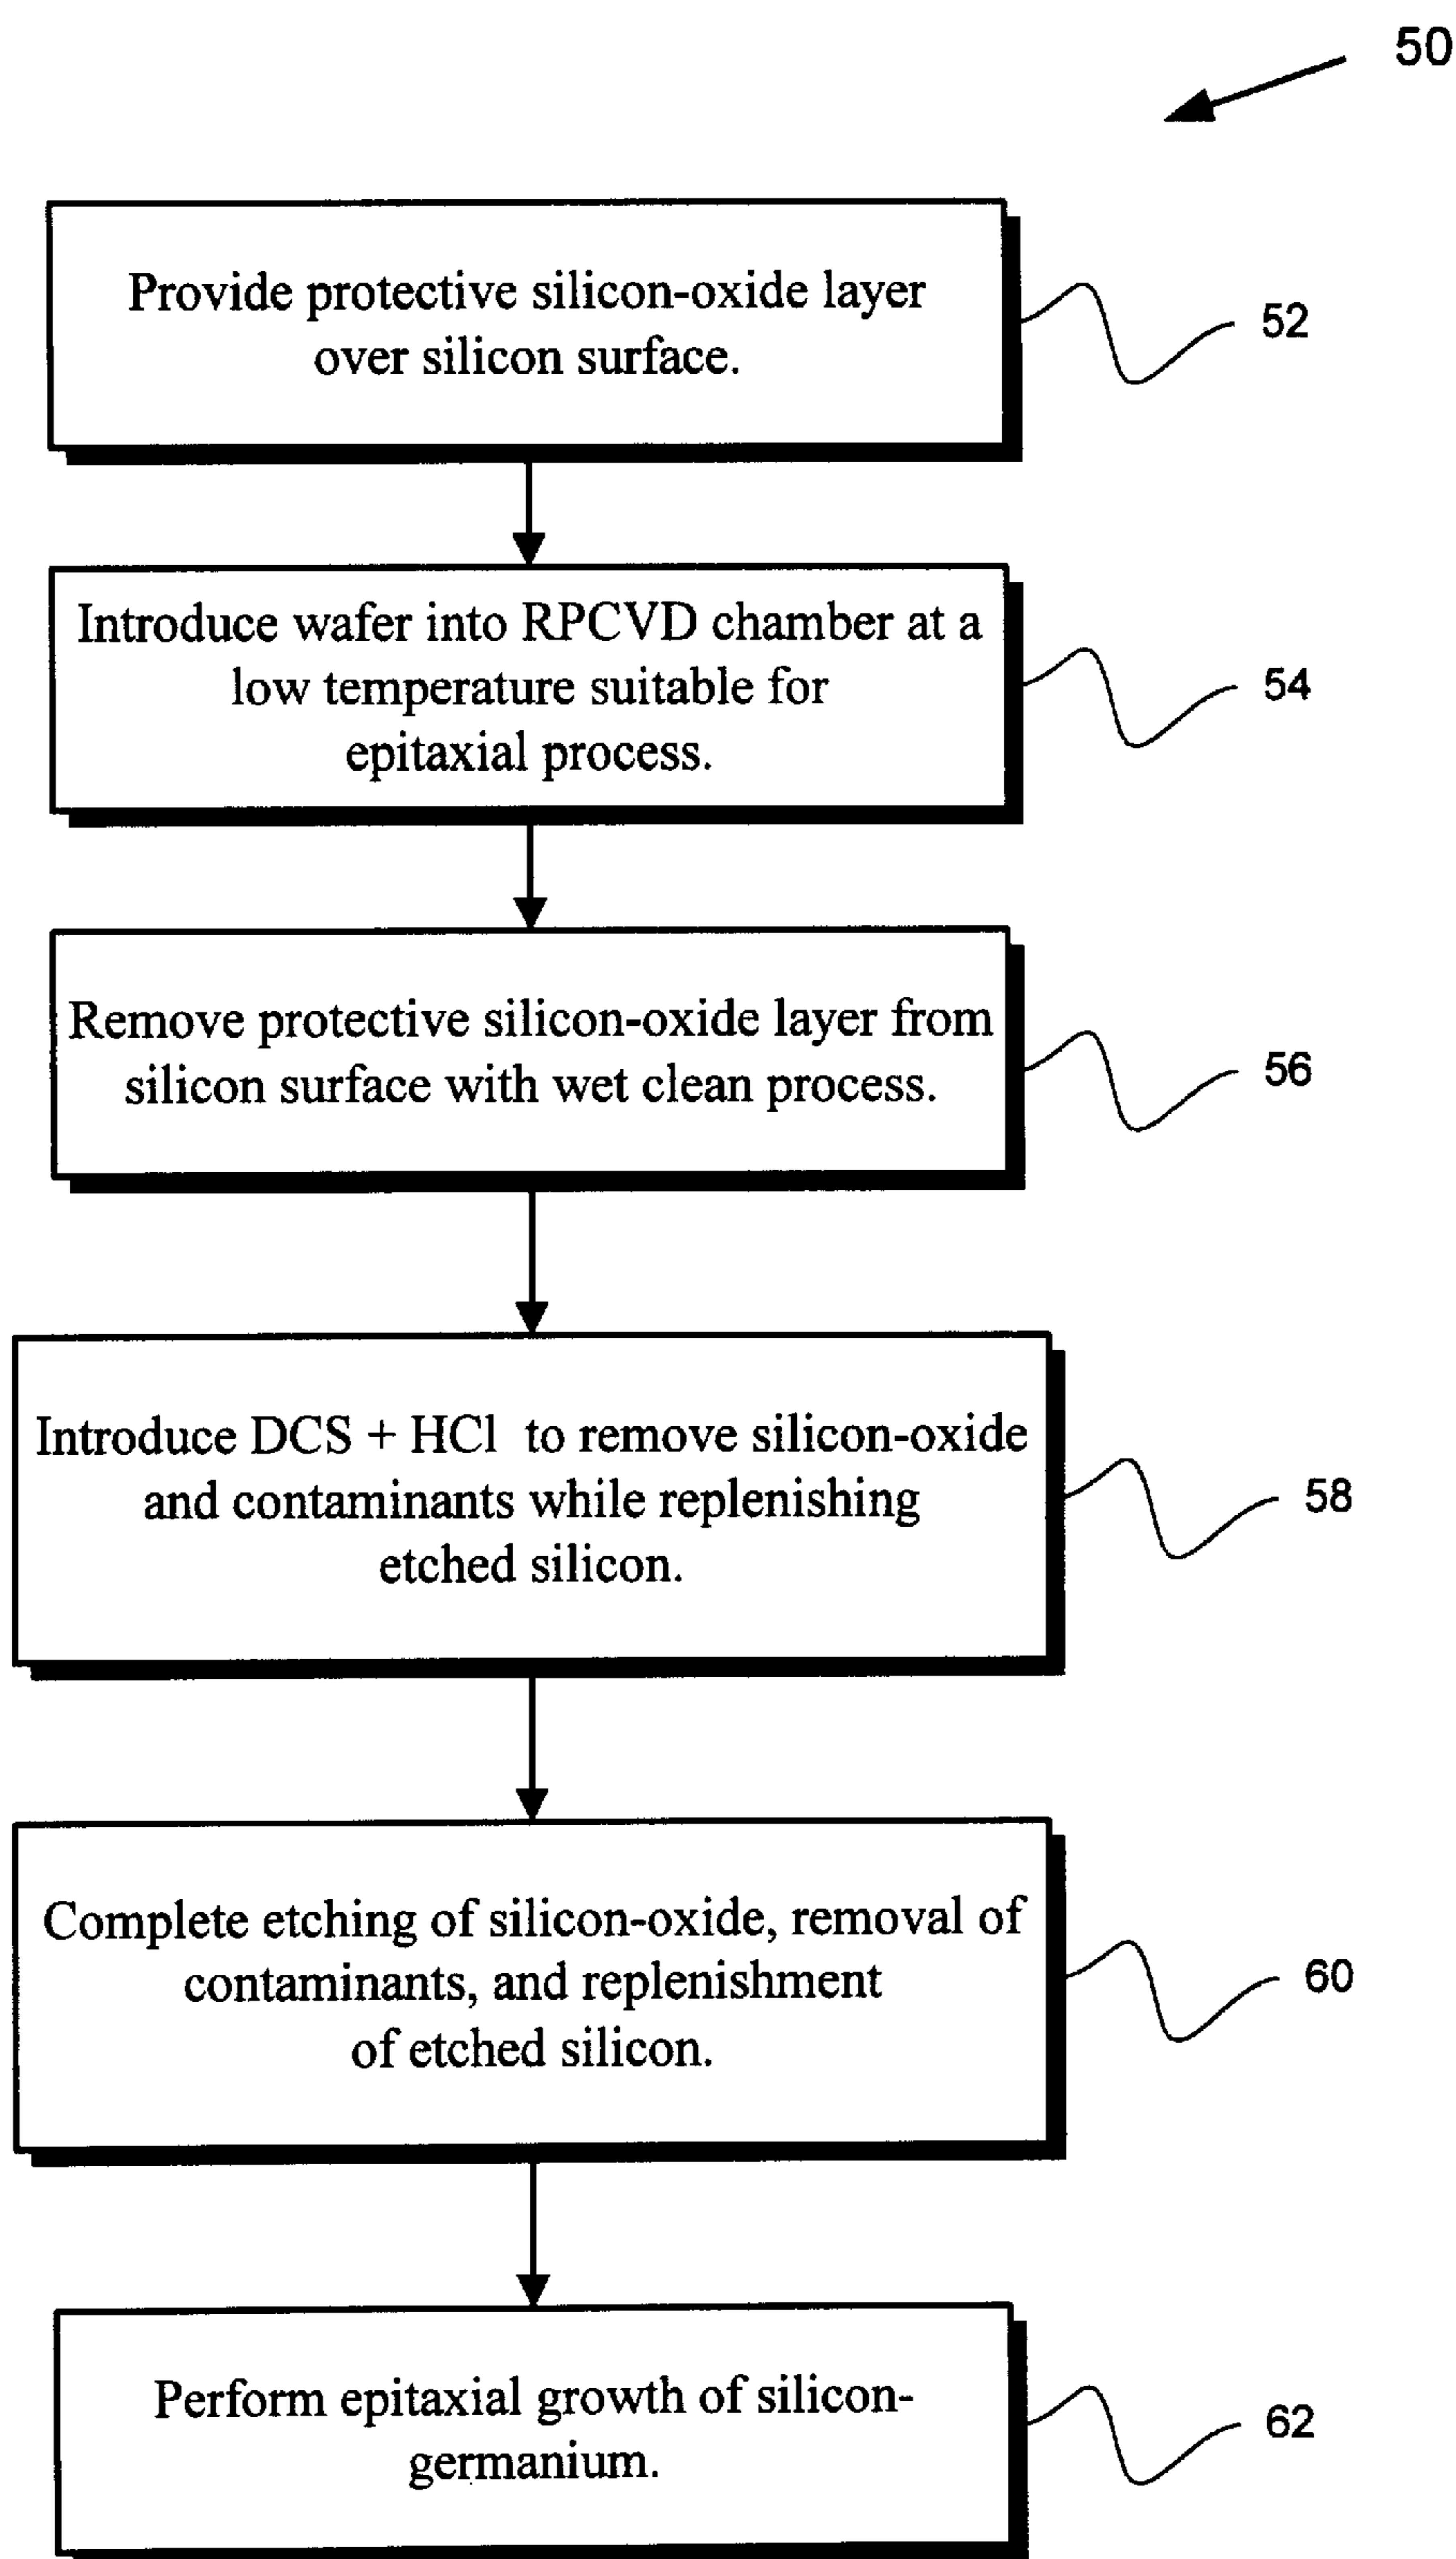 50
Provide protective silicon-oxide layer
over silicon surface.
52
Introduce wafer into RPCVD chamber at a
low temperature suitable for
epitaxial process.
54
Remove protective silicon-oxide layer from
silicon surface with wet clean process.
56
Introduce DCS + HCl to remove silicon-oxide
and contaminants while replenishing
etched silicon.
58
Complete etching of silicon-oxide, removal of
contaminants, and replenishment
of etched silicon.
60
Perform epitaxial growth of silicon-
germanium.
62